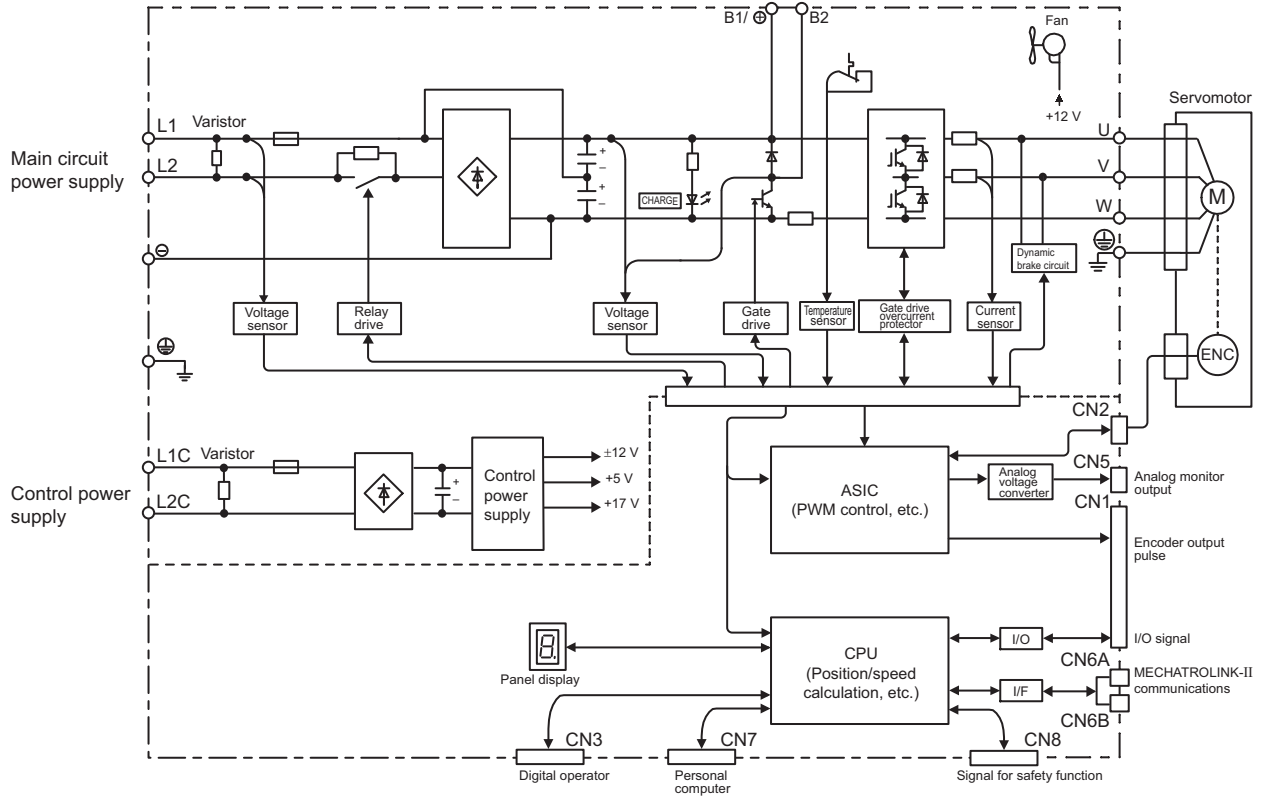 B1/ ⊕
B2
Fan
+12 V
Servomotor
Main circuit
power supply
L1
Varistor
L2
+
–
+
–
CHARGE
U
V
W
M
⊖
Dynamic
brake circuit
Voltage
sensor
Relay
drive
Voltage
sensor
Gate
drive
Temperature
sensor
Gate drive
overcurrent
protector
Current
sensor
ENC
CN2
Control power
supply
L1C
Varistor
L2C
+
–
Control
power
supply
±12 V
+5 V
+17 V
ASIC
(PWM control, etc.)
Analog
voltage
converter
CN5
Analog monitor
output
CN1
Encoder output
pulse
8.
Panel display
CPU
(Position/speed
calculation, etc.)
I/O
I/O signal
CN6A
I/F
MECHATROLINK-II
communications
CN6B
CN3
Digital operator
CN7
Personal
computer
CN8
Signal for safety function